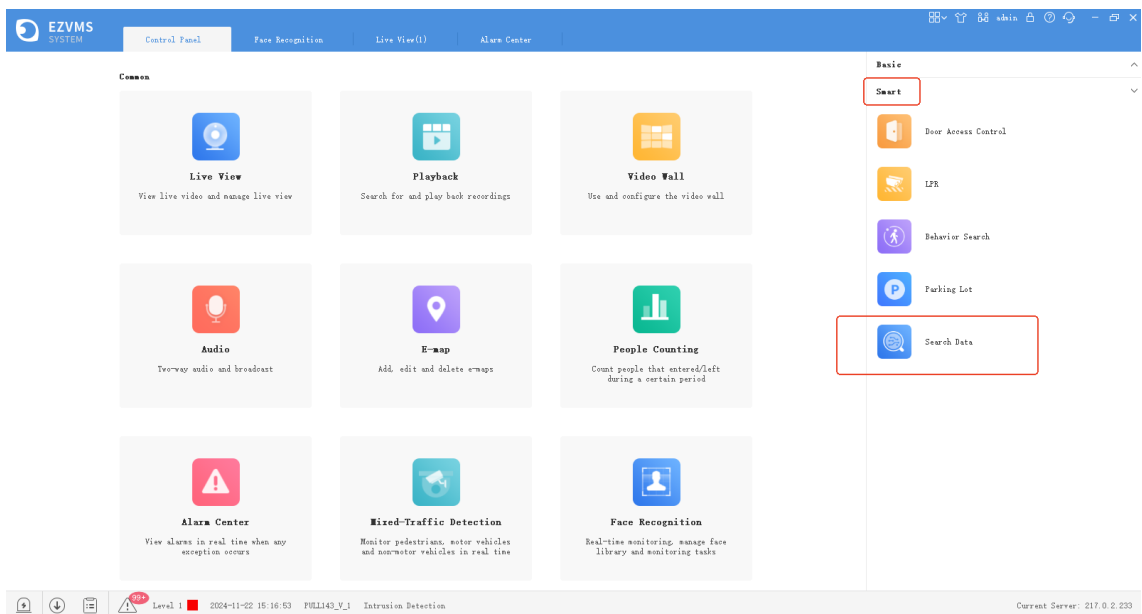 EZVMS
SYSTEM
Control Panel
Face Recognition
Live View(1)
Alarm Center
admin
Common
Live View
View live video and manage live view
Playback
Search for and play back recordings
Video Wall
Use and configure the video wall
Audio
Two-way audio and broadcast
E-map
Add, edit and delete e-maps
People Counting
Count people that entered/left
during a certain period
Alarm Center
View alarms in real time when any
exception occurs
Mixed-Traffic Detection
Monitor pedestrians, motor vehicles
and non-motor vehicles in real time
Face Recognition
Real-time monitoring, manage face
library and monitoring tasks
Basic
Smart
Door Access Control
LPR
Behavior Search
P
Parking Lot
Search Data
99+
Level 1
2024-11-22 15:16:53
PULL143_V_1
Intrusion Detection
Current Server: 217.0.2.233